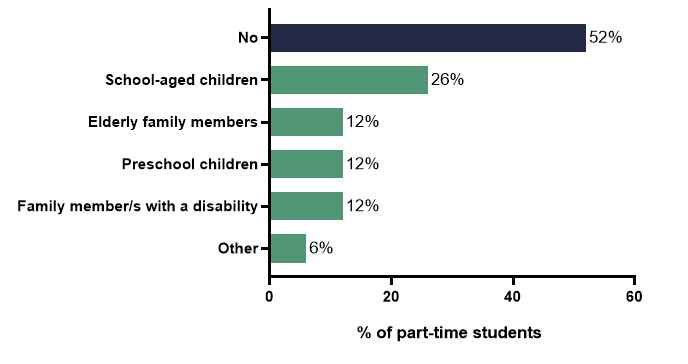 No 52%
School-aged children 26%
Elderly family members 12%
Preschool children 12%
Family member/s with a disability 12%
Other 6%
0 20 40 60
% of part-time students